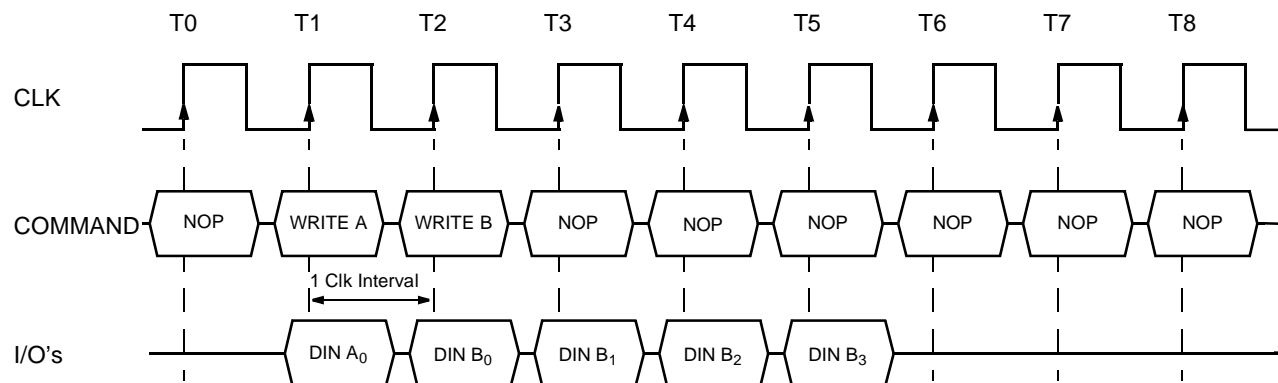 T0 T1 T2 T3 T4 T5 T6 T7 T8
CLK
COMMAND NOP WRITE A WRITE B NOP NOP NOP NOP NOP NOP
1 Clk Interval
I/O's DIN A0 DIN B0 DIN B1 DIN B2 DIN B3